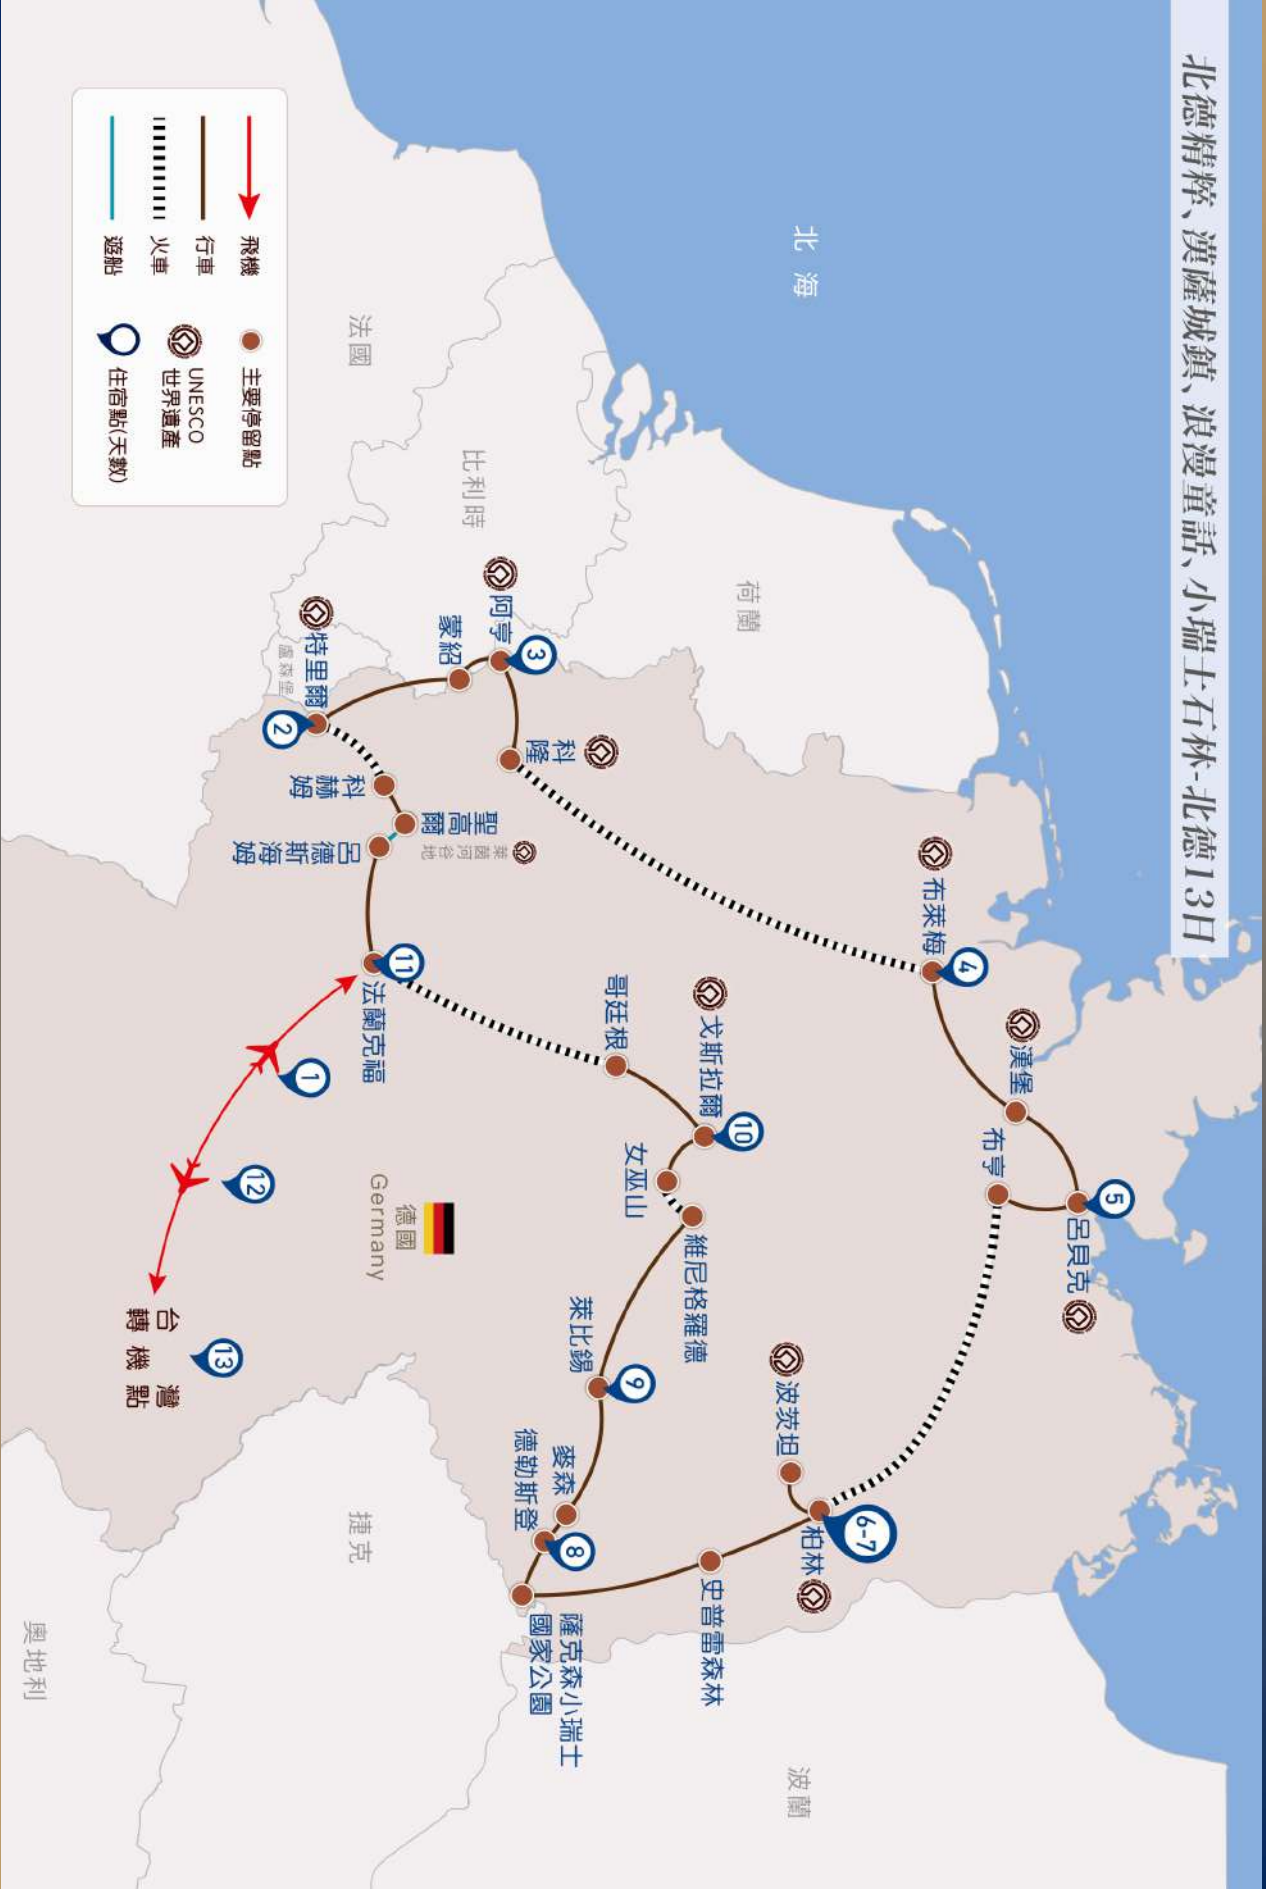 北德精粹、漢薩城鎮、浪漫童話、小瑞士石林-北德13日
北海
荷蘭
比利時
法國
盧森堡
波蘭
捷克
奧地利
德國
Germany
布萊梅
4
漢堡
呂貝克
5
布亨
柏林
6-7
波茨坦
史普雷森林
薩克森小瑞士
國家公園
德勒斯登
8
麥森
萊比錫
9
維尼格羅德
女巫山
戈斯拉爾
10
哥廷根
法蘭克福
11
科隆
阿亨
3
蒙紹
特里爾
2
科赫姆
聖高爾
萊茵河谷地
呂德斯海姆
1
12
13
台灣
轉機點
飛機
行車
火車
遊船
主要停留點
UNESCO
世界遺產
住宿點(天數)